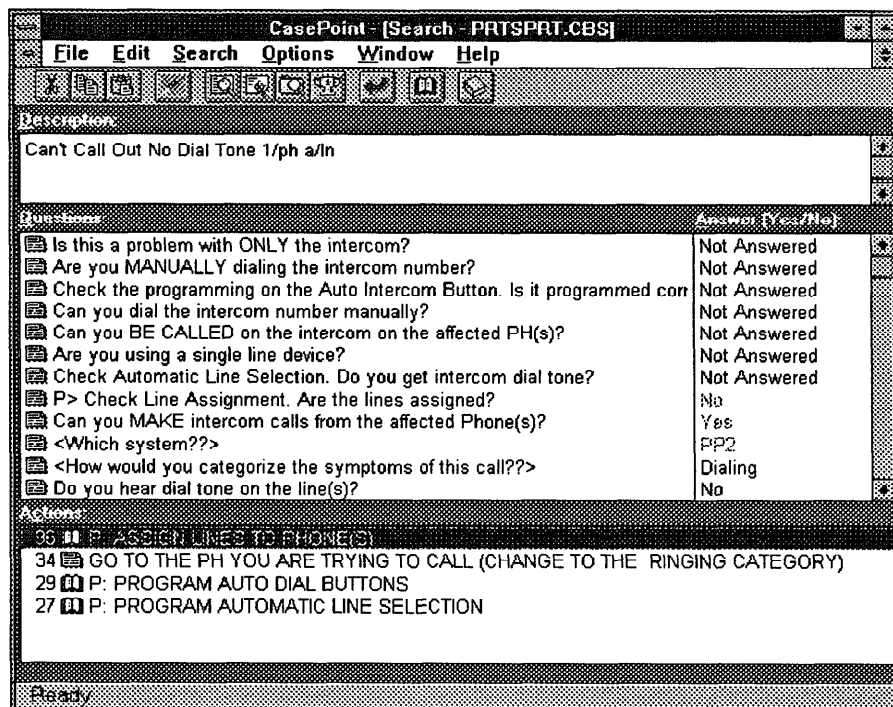 CasePoint - [Search - PRTSPRT.CBS]
File Edit Search Options Window Help
Description:
Can't Call Out No Dial Tone 1/ph a/ln
Questions: Answer (Yes/No):
Is this a problem with ONLY the intercom? Not Answered
Are you MANUALLY dialing the intercom number? Not Answered
Check the programming on the Auto Intercom Button. Is it programmed corr Not Answered
Can you dial the intercom number manually? Not Answered
Can you BE CALLED on the intercom on the affected PH(s)? Not Answered
Are you using a single line device? Not Answered
Check Automatic Line Selection. Do you get intercom dial tone? Not Answered
P> Check Line Assignment. Are the lines assigned? No
Can you MAKE intercom calls from the affected Phone(s)? Yes
<Which system??> PP2
<How would you categorize the symptoms of this call??> Dialing
Do you hear dial tone on the line(s)? No
Actions:
P: ASSIGN LINES TO PHONE(S)
34 GO TO THE PH YOU ARE TRYING TO CALL (CHANGE TO THE RINGING CATEGORY)
29 P: PROGRAM AUTO DIAL BUTTONS
27 P: PROGRAM AUTOMATIC LINE SELECTION
Ready